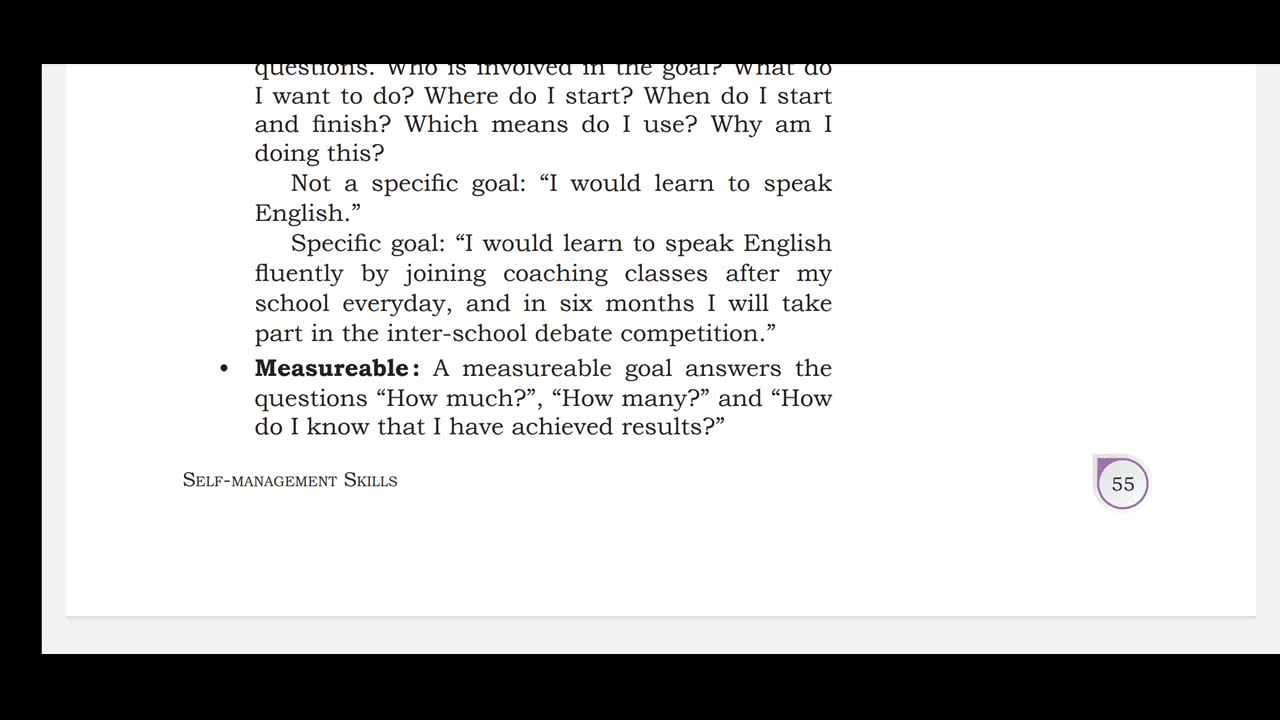 questions. Who is involved in the goal? What do
I want to do? Where do I start? When do I start
and finish? Which means do I use? Why am I
doing this?
Not a specific goal: “I would learn to speak
English.”
Specific goal: “I would learn to speak English
fluently by joining coaching classes after my
school everyday, and in six months I will take
part in the inter-school debate competition.”
• Measureable: A measureable goal answers the
questions “How much?”, “How many?” and “How
do I know that I have achieved results?”
Self-management Skills
55